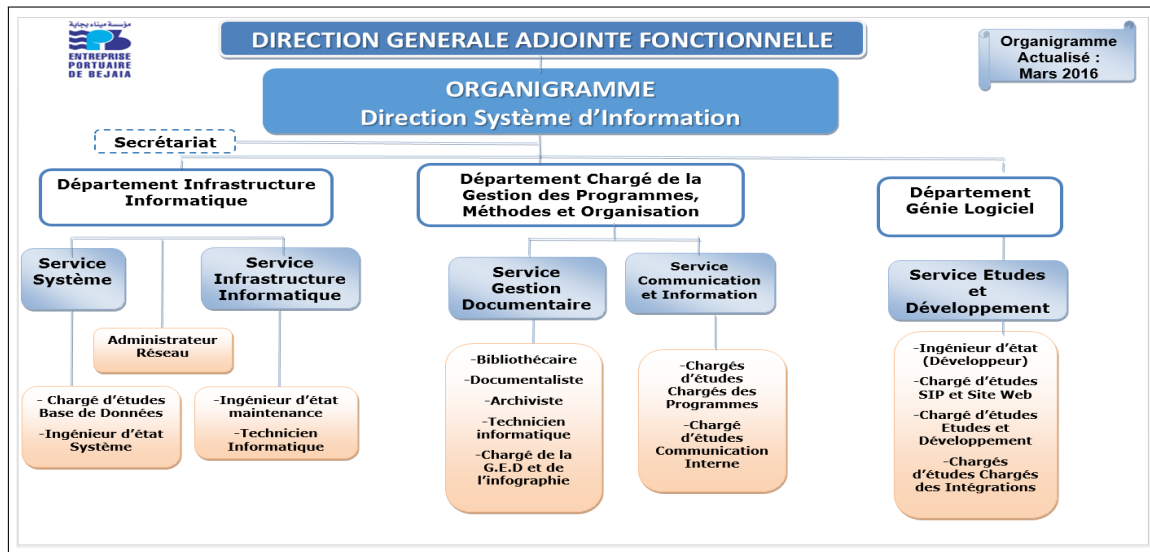 مؤسسة ميناء بجاية
ENTREPRISE
PORTUAIRE
DE BEJAIA
DIRECTION GENERALE ADJOINTE FONCTIONNELLE
Organigramme
Actualisé :
Mars 2016
ORGANIGRAMME
Direction Système d’Information
Secrétariat
Département Infrastructure
Informatique
Département Chargé de la
Gestion des Programmes,
Méthodes et Organisation
Département
Génie Logiciel
Service
Système
Service
Infrastructure
Informatique
Service
Gestion
Documentaire
Service
Communication
et Information
Service Etudes
et
Développement
Administrateur
Réseau
- Chargé d’études
Base de Données
-Ingénieur d’état
Système
-Ingénieur d’état
maintenance
-Technicien
Informatique
-Bibliothécaire
-Documentaliste
-Archiviste
-Technicien
informatique
-Chargé de la
G.E.D et de
l’infographie
-Chargés
d’études
Chargés des
Programmes
-Chargé
d’études
Communication
Interne
-Ingénieur d’état
(Développeur)
-Chargé d’études
SIP et Site Web
-Chargé d’études
Etudes et
Développement
-Chargés
d’études Chargés
des Intégrations